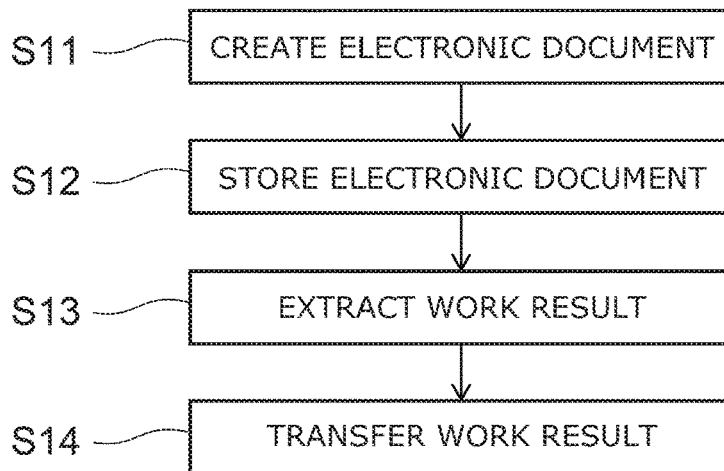 S11 CREATE ELECTRONIC DOCUMENT
S12 STORE ELECTRONIC DOCUMENT
S13 EXTRACT WORK RESULT
S14 TRANSFER WORK RESULT